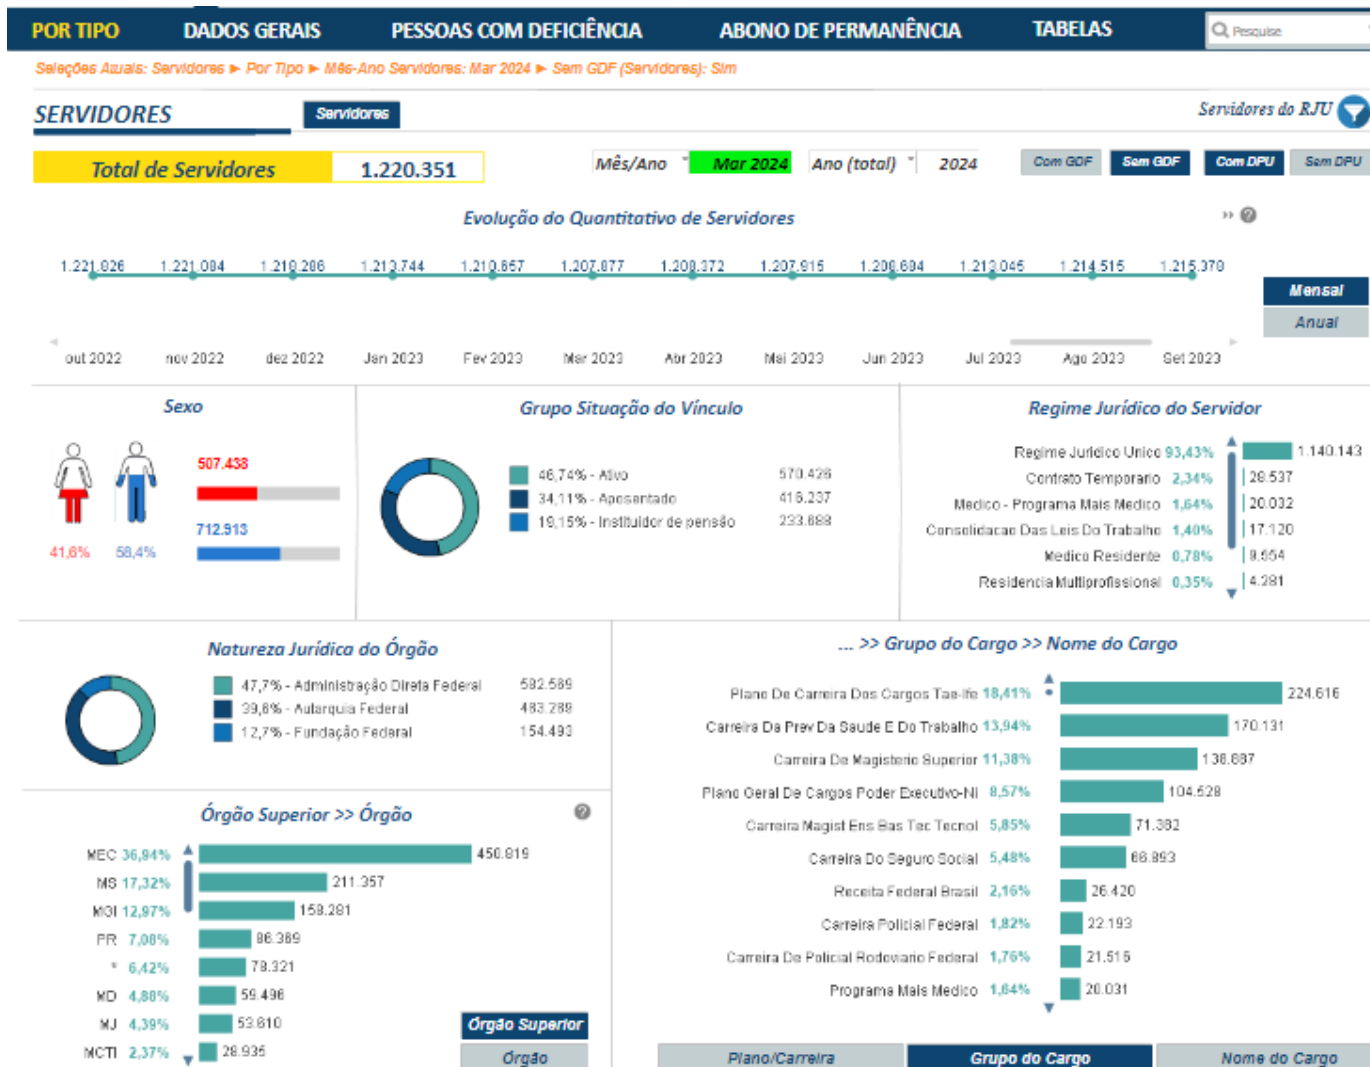 POR TIPO DADOS GERAIS PESSOAS COM DEFICIÊNCIA ABONO DE PERMANÊNCIA TABELAS Pesquise
Seleções Atuais: Servidores ► Por Tipo ► Mês-Ano Servidores: Mar 2024 ► Sem GDF (Servidores): Sim
SERVIDORES Servidores Servidores do RJU
Total de Servidores 1.220.351 Mês/Ano Mar 2024 Ano (total) 2024 Com GDF Sem GDF Com DPU Sem DPU
Evolução do Quantitativo de Servidores ›› ?
1.221.826 1.221.084 1.218.286 1.213.744 1.210.657 1.207.877 1.208.372 1.207.915 1.208.694 1.213.045 1.214.515 1.215.378
Mensal
Anual
out 2022 nov 2022 dez 2022 Jan 2023 Fev 2023 Mar 2023 Abr 2023 Mai 2023 Jun 2023 Jul 2023 Ago 2023 Set 2023
Sexo
507.438
712.913
41,6% 58,4%
Grupo Situação do Vínculo
46,74% - Ativo 570.426
34,11% - Aposentado 416.237
19,15% - Instituidor de pensão 233.688
Regime Jurídico do Servidor
Regime Juridico Unico 93,43% 1.140.143
Contrato Temporario 2,34% 28.537
Medico - Programa Mais Medico 1,64% 20.032
Consolidacao Das Leis Do Trabalho 1,40% 17.120
Medico Residente 0,78% 9.554
Residencia Multiprofissional 0,35% 4.281
Natureza Jurídica do Órgão
47,7% - Administração Direta Federal 582.569
39,6% - Autarquia Federal 483.289
12,7% - Fundação Federal 154.493
Órgão Superior >> Órgão ?
MEC 36,94% 450.819
MS 17,32% 211.357
MGI 12,97% 158.281
PR 7,08% 86.369
* 6,42% 78.321
MD 4,88% 59.496
MJ 4,39% 53.610
MCTI 2,37% 28.935
Órgão Superior
Órgão
... >> Grupo do Cargo >> Nome do Cargo
Plano De Carreira Dos Cargos Tae-Ife 18,41% 224.616
Carreira Da Prev Da Saude E Do Trabalho 13,94% 170.131
Carreira De Magisterio Superior 11,38% 138.887
Plano Geral De Cargos Poder Executivo-Ni 8,57% 104.528
Carreira Magist Ens Bas Tec Tecnol 5,85% 71.382
Carreira Do Seguro Social 5,48% 66.893
Receita Federal Brasil 2,16% 26.420
Carreira Policial Federal 1,82% 22.193
Carreira De Policial Rodoviario Federal 1,76% 21.516
Programa Mais Medico 1,64% 20.031
Plano/Carreira Grupo do Cargo Nome do Cargo